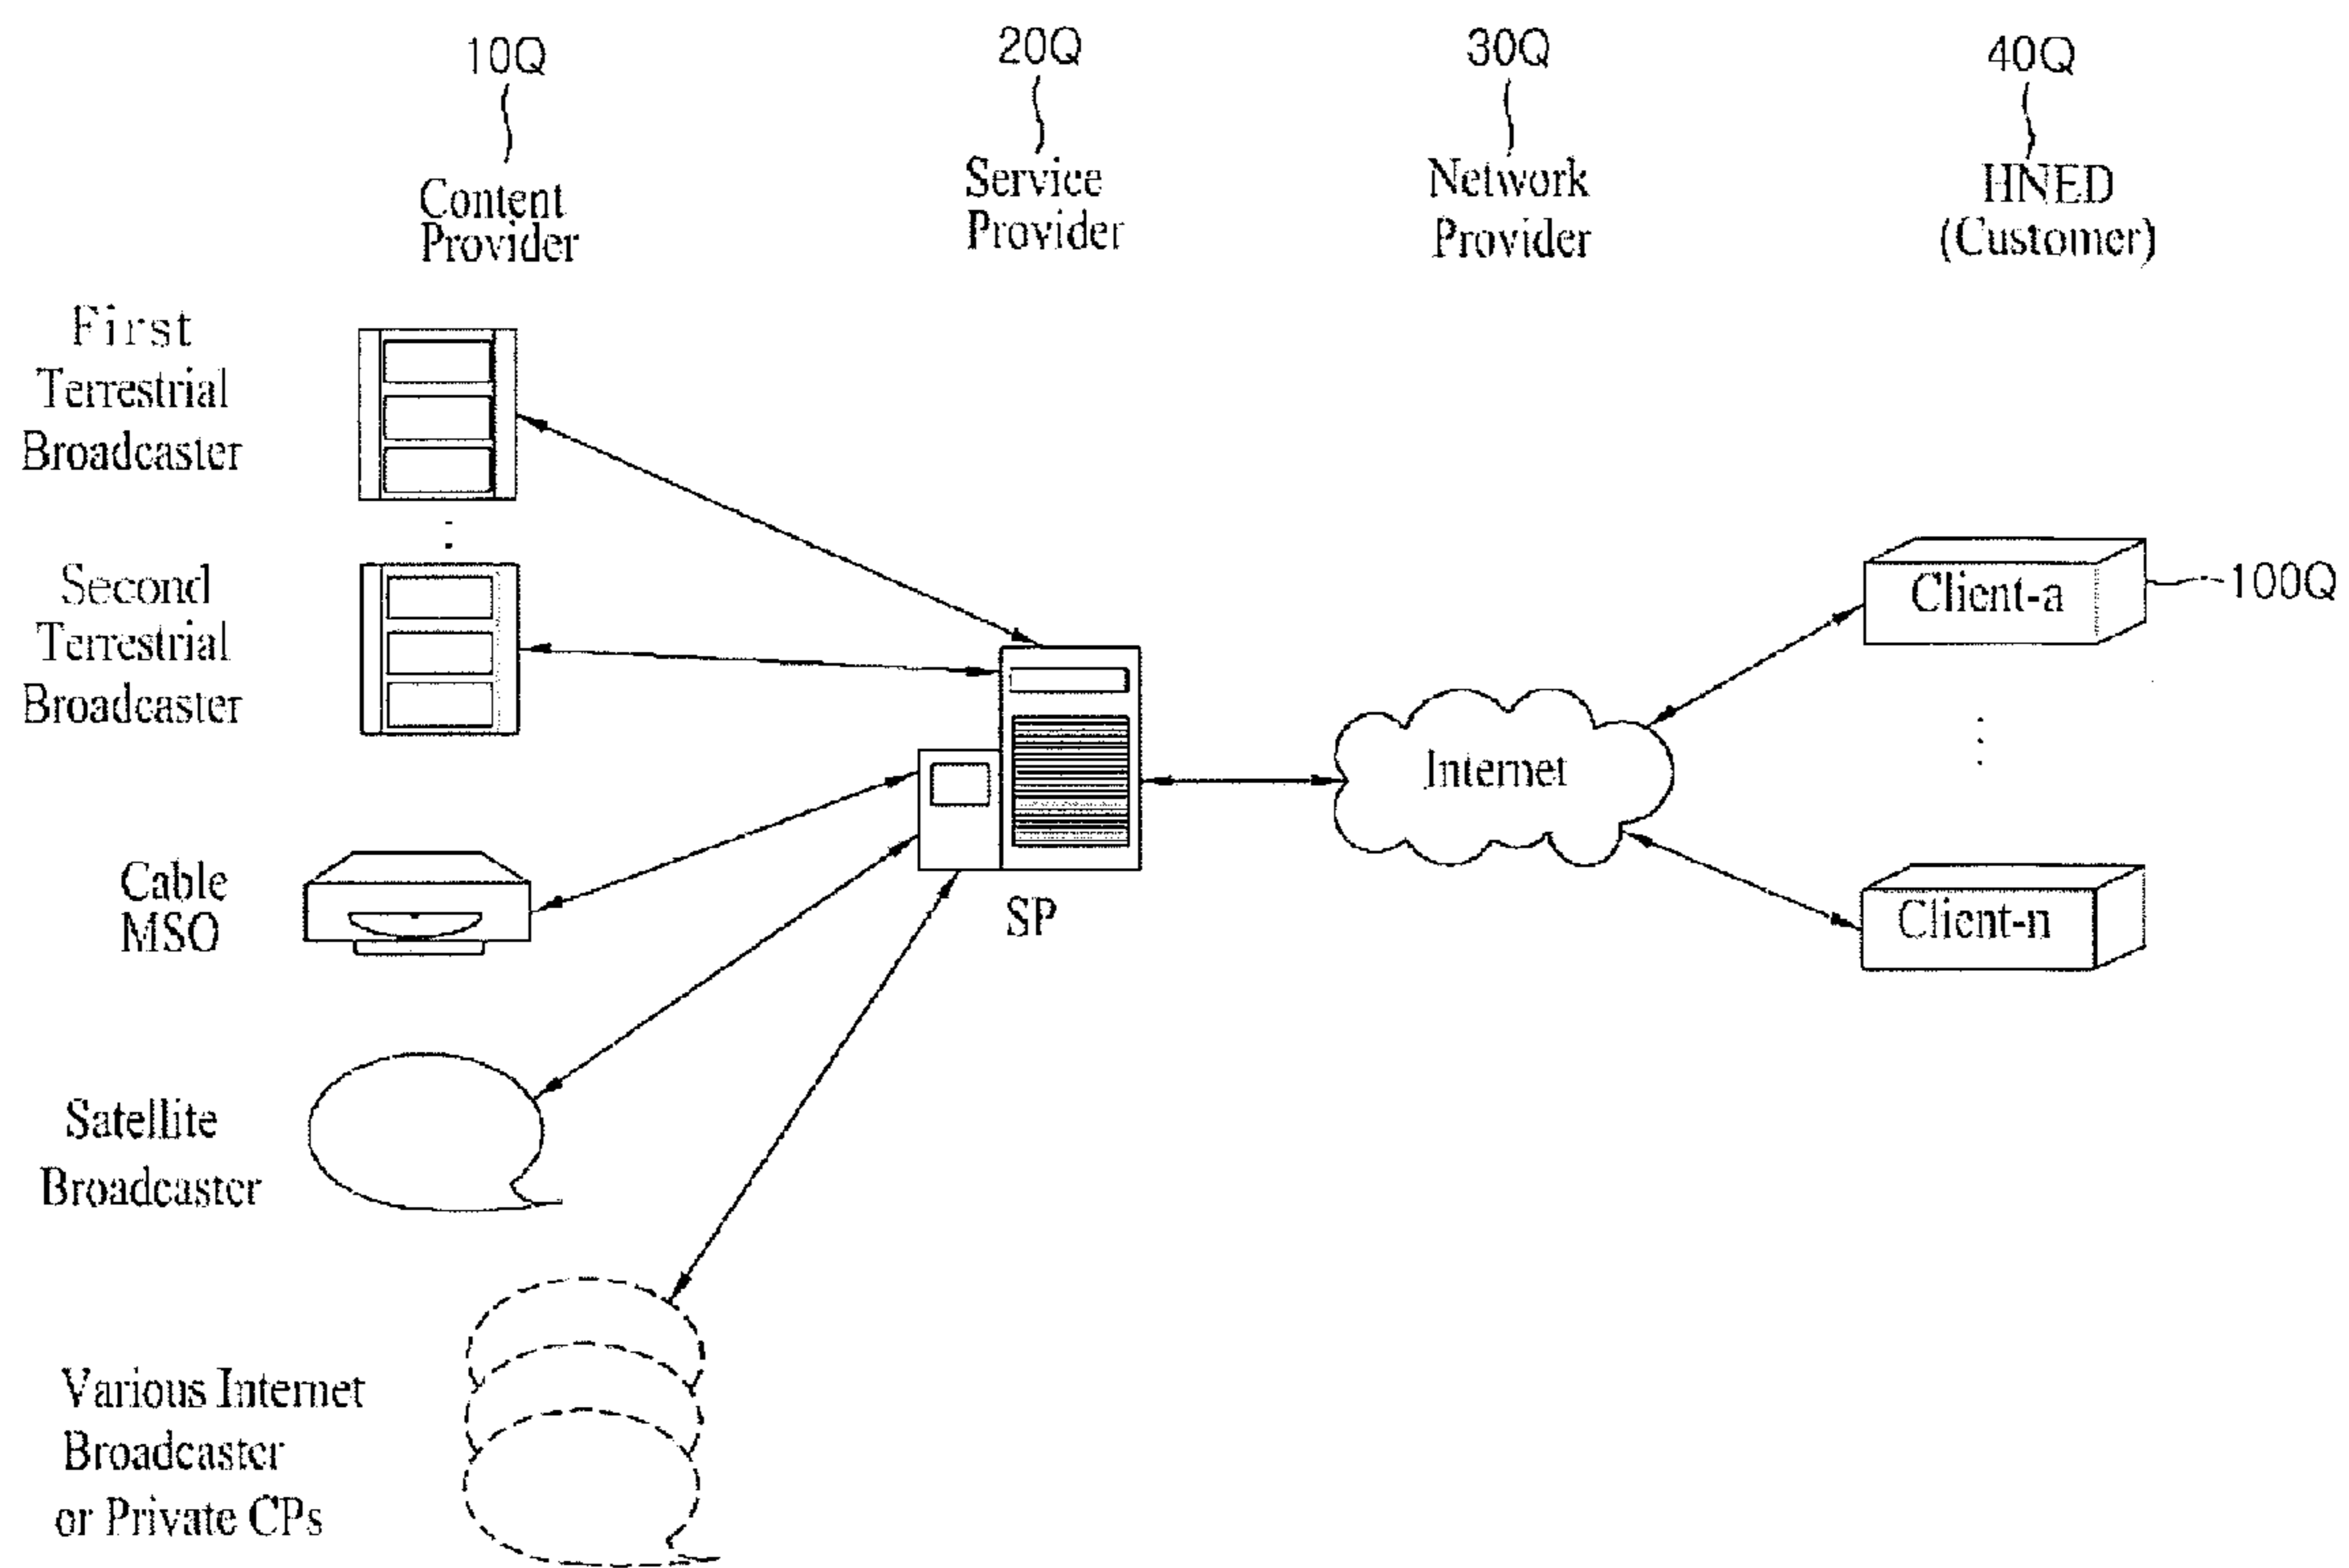 10Q
20Q
30Q
40Q
Content
Provider
Service
Provider
Network
Provider
HNED
(Customer)
First
Terrestrial
Broadcaster
Second
Terrestrial
Broadcaster
Cable
MSO
Satellite
Broadcaster
Various Internet
Broadcaster
or Private CPs
SP
Internet
Client-a
100Q
Client-n